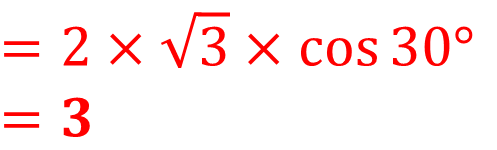 = 2 × √3 × cos 30°
= 3